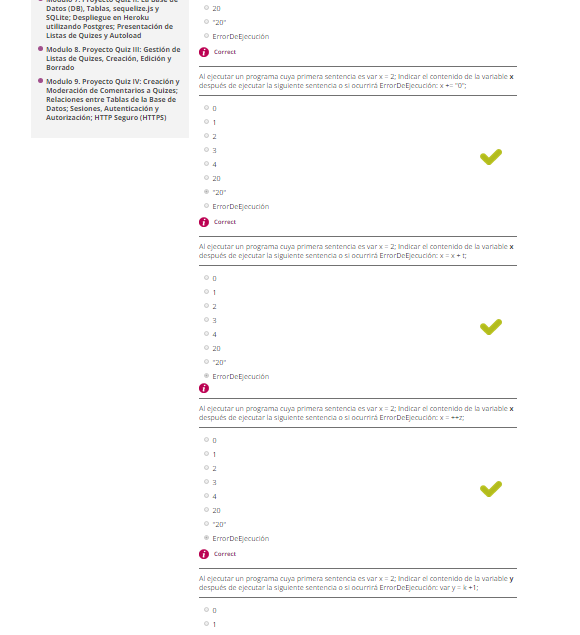 Modulo 7. Proyecto Quiz II: La Base de
Datos (DB), Tablas, sequelize.js y
SQLite; Despliegue en Heroku
utilizando Postgres; Presentación de
Listas de Quizes y Autoload
Modulo 8. Proyecto Quiz III: Gestión de
Listas de Quizes, Creación, Edición y
Borrado
Modulo 9. Proyecto Quiz IV: Creación y
Moderación de Comentarios a Quizes;
Relaciones entre Tablas de la Base de
Datos; Sesiones, Autenticación y
Autorización; HTTP Seguro (HTTPS)
20
"20"
ErrorDeEjecución
Correct
Al ejecutar un programa cuya primera sentencia es var x = 2; Indicar el contenido de la variable x
después de ejecutar la siguiente sentencia o si ocurrirá ErrorDeEjecución: x += "0";
0
1
2
3
4
20
"20"
ErrorDeEjecución
Correct
Al ejecutar un programa cuya primera sentencia es var x = 2; Indicar el contenido de la variable x
después de ejecutar la siguiente sentencia o si ocurrirá ErrorDeEjecución: x = x + t;
0
1
2
3
4
20
"20"
ErrorDeEjecución
Al ejecutar un programa cuya primera sentencia es var x = 2; Indicar el contenido de la variable x
después de ejecutar la siguiente sentencia o si ocurrirá ErrorDeEjecución: x = ++z;
0
1
2
3
4
20
"20"
ErrorDeEjecución
Correct
Al ejecutar un programa cuya primera sentencia es var x = 2; Indicar el contenido de la variable y
después de ejecutar la siguiente sentencia o si ocurrirá ErrorDeEjecución: var y = k +1;
0
1